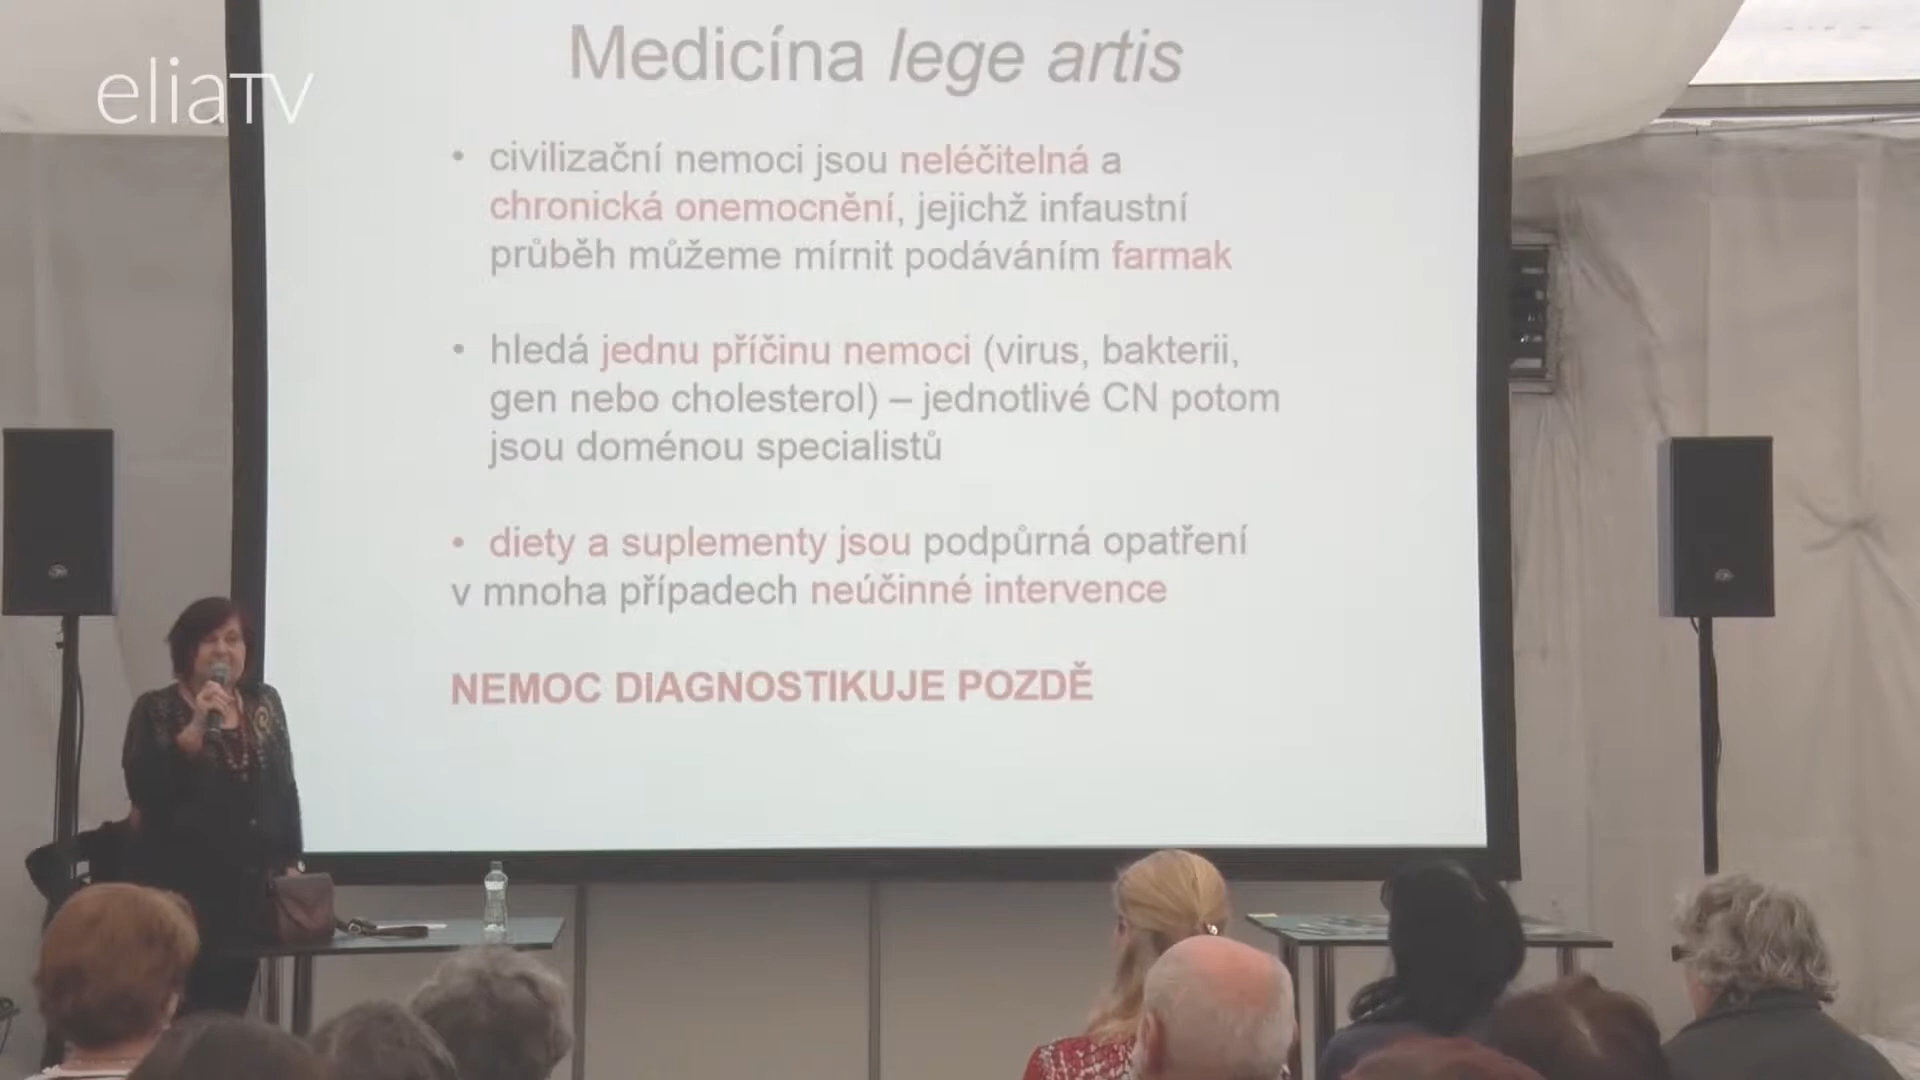 eliaTV
Medicína lege artis
• civilizační nemoci jsou neléčitelná a
chronická onemocnění, jejichž infaustní
průběh můžeme mírnit podáváním farmak
• hledá jednu příčinu nemoci (virus, bakterii,
gen nebo cholesterol) – jednotlivé CN potom
jsou doménou specialistů
• diety a suplementy jsou podpůrná opatření
v mnoha případech neúčinné intervence
NEMOC DIAGNOSTIKUJE POZDĚ